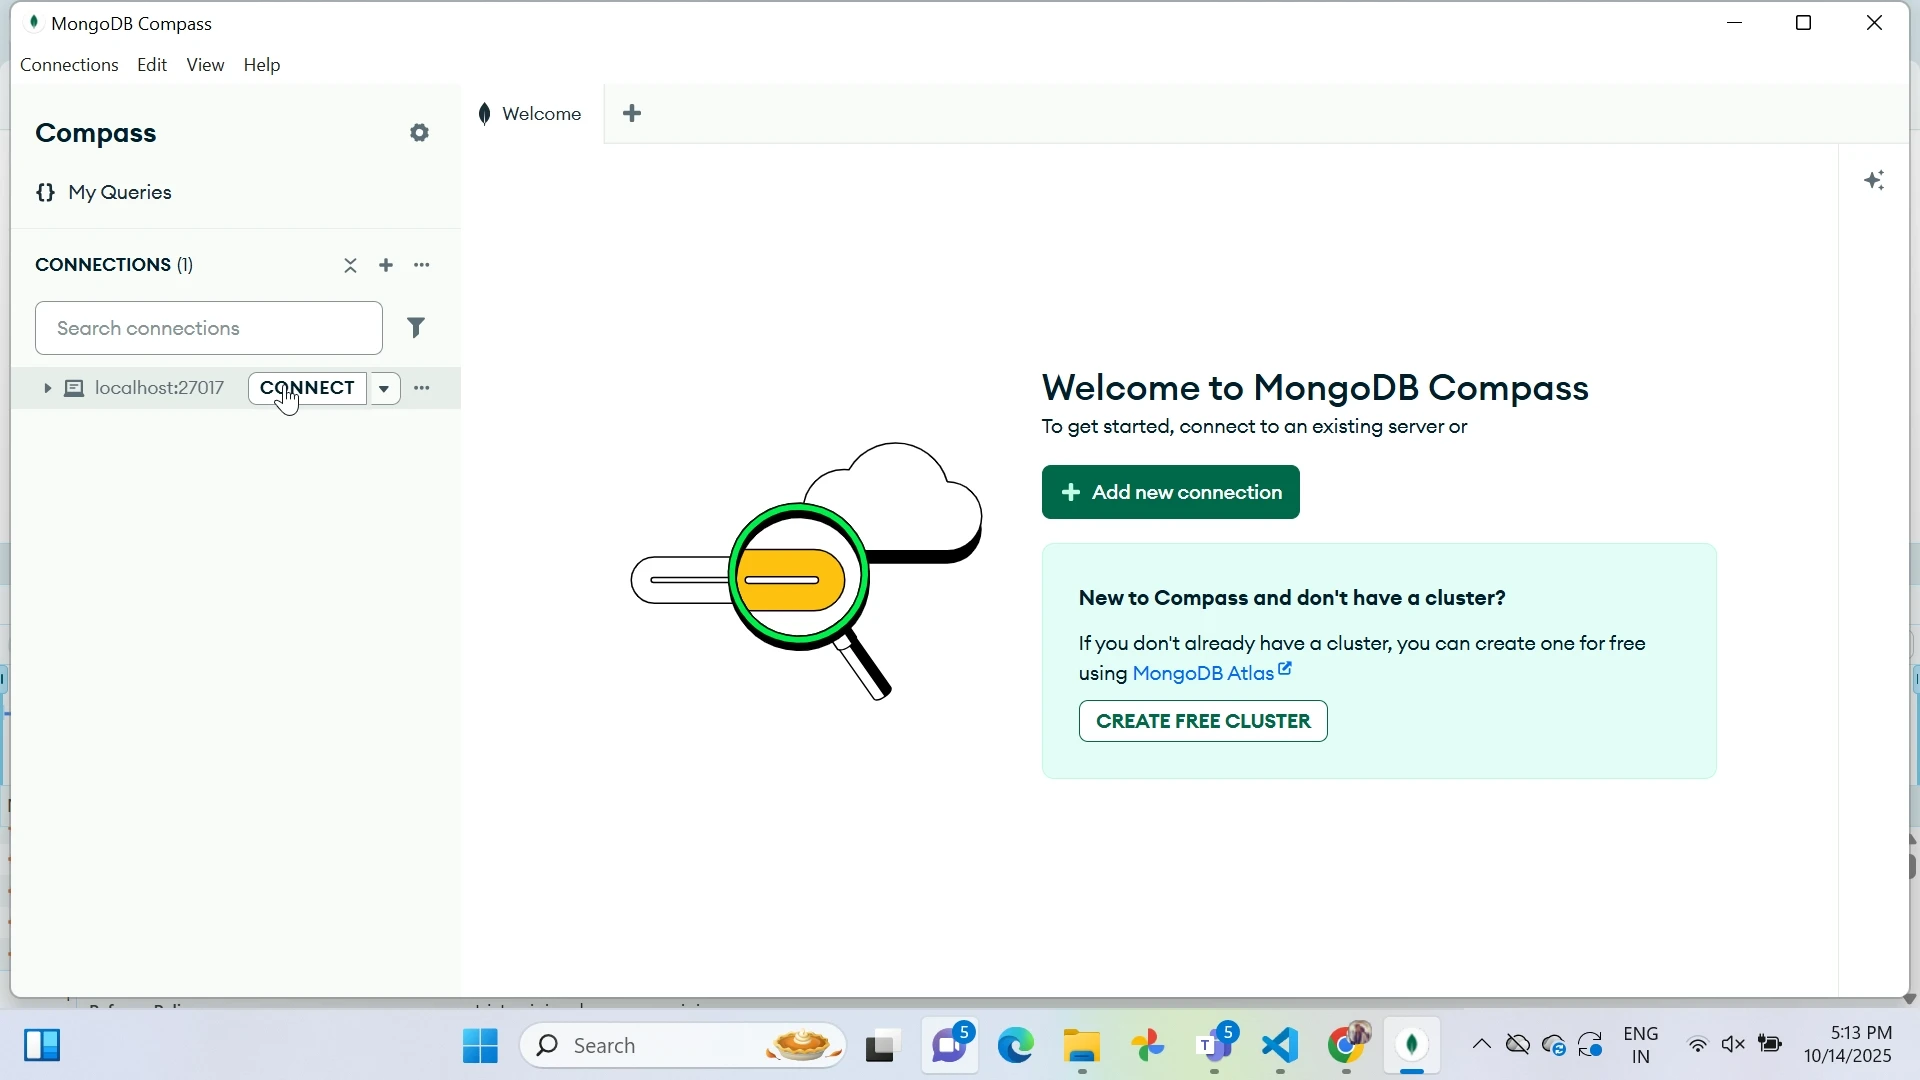 MongoDB Compass
Connections Edit View Help
Compass
My Queries
CONNECTIONS (1)
Search connections
localhost:27017 CONNECT
Welcome
Welcome to MongoDB Compass
To get started, connect to an existing server or
Add new connection
New to Compass and don't have a cluster?
If you don't already have a cluster, you can create one for free
using MongoDB Atlas
CREATE FREE CLUSTER
Search
5
5
T
ENG
IN
5:13 PM
10/14/2025